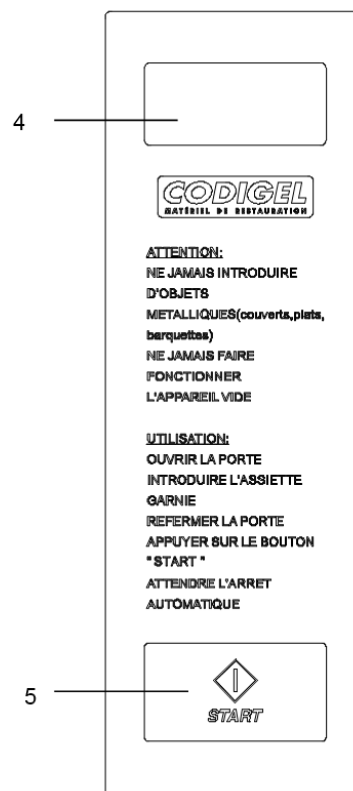 4
CODIGEL
MATÉRIEL DE RESTAURATION
ATTENTION:
NE JAMAIS INTRODUIRE
D'OBJETS
METALLIQUES(couverts,plats,
barquettes)
NE JAMAIS FAIRE
FONCTIONNER
L'APPAREIL VIDE
UTILISATION:
OUVRIR LA PORTE
INTRODUIRE L'ASSIETTE
GARNIE
REFERMER LA PORTE
APPUYER SUR LE BOUTON
"START "
ATTENDRE L'ARRET
AUTOMATIQUE
5
START